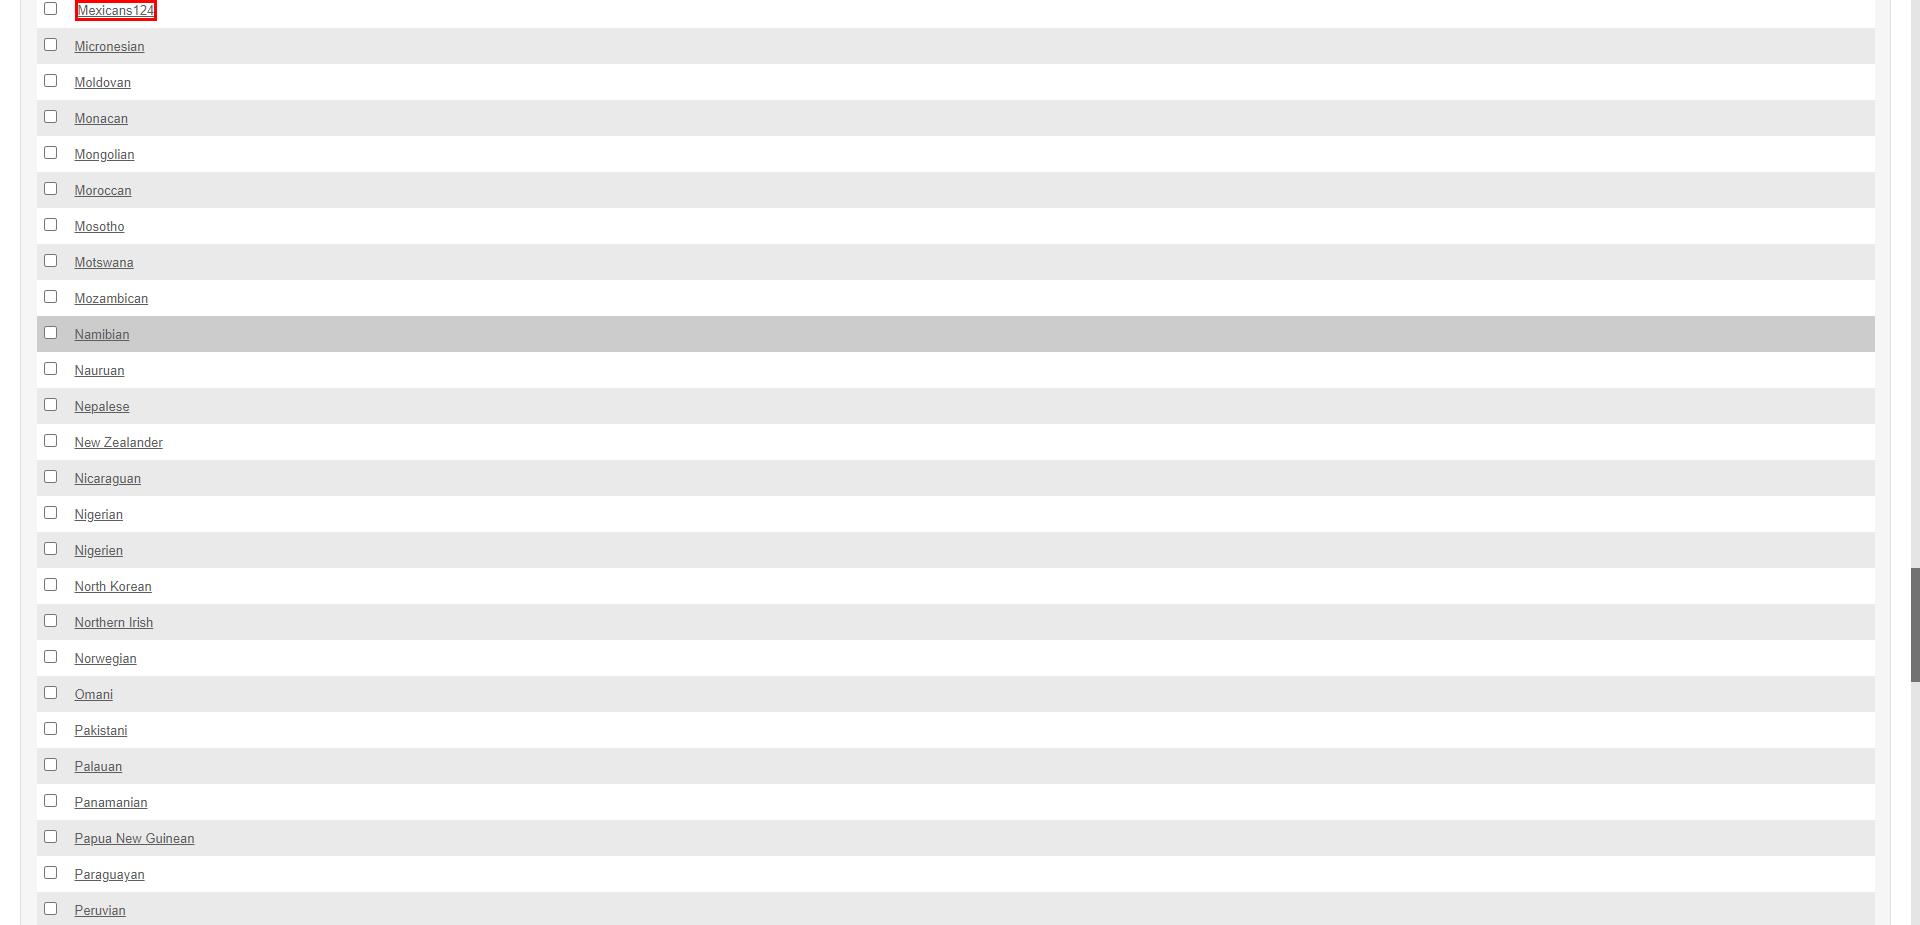 Mexicans124
Micronesian
Moldovan
Monacan
Mongolian
Moroccan
Mosotho
Motswana
Mozambican
Namibian
Nauruan
Nepalese
New Zealander
Nicaraguan
Nigerian
Nigerien
North Korean
Northern Irish
Norwegian
Omani
Pakistani
Palauan
Panamanian
Papua New Guinean
Paraguayan
Peruvian